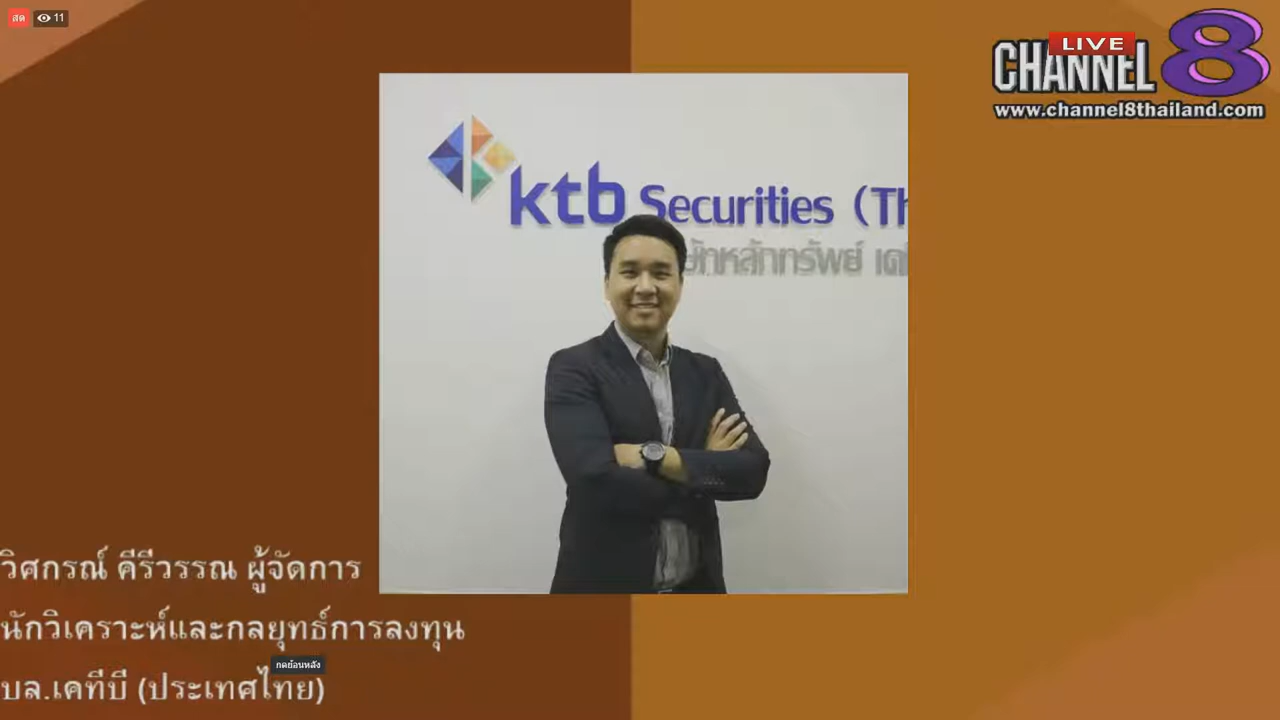 สด 11
LIVE
CHANNEL 8
www.channel8thailand.com
ktb Securities (Th
ษัทหลักทรัพย์ เค
วิศกรณ์ คีรีวรรณ ผู้จัดการ
นักวิเคราะห์และกลยุทธ์การลงทุน
กดย้อนหลัง
บล.เคทีบี (ประเทศไทย)